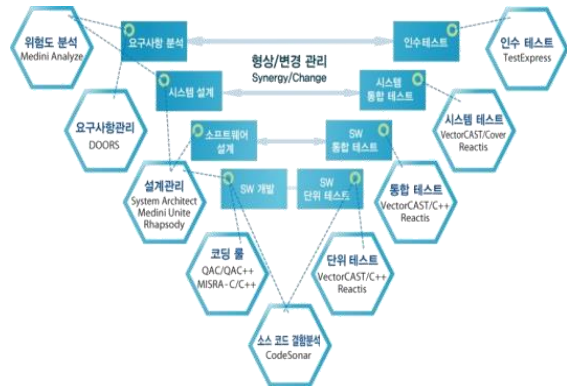 위험도 분석
Medini Analyze
요구사항 분석
인수테스트
인수 테스트
TestExpress
형상/변경 관리
Synergy/Change
시스템 설계
시스템
통합 테스트
요구사항관리
DOORS
소프트웨어
설계
SW
통합 테스트
시스템 테스트
VectorCAST/Cover
Reactis
설계관리
System Architect
Medini Unite
Rhapsody
SW 개발
SW
단위 테스트
통합 테스트
VectorCAST/C++
Reactis
코딩 룰
QAC/QAC++
MISRA-C/C++
단위 테스트
VectorCAST/C++
Reactis
소스 코드 결함분석
CodeSonar